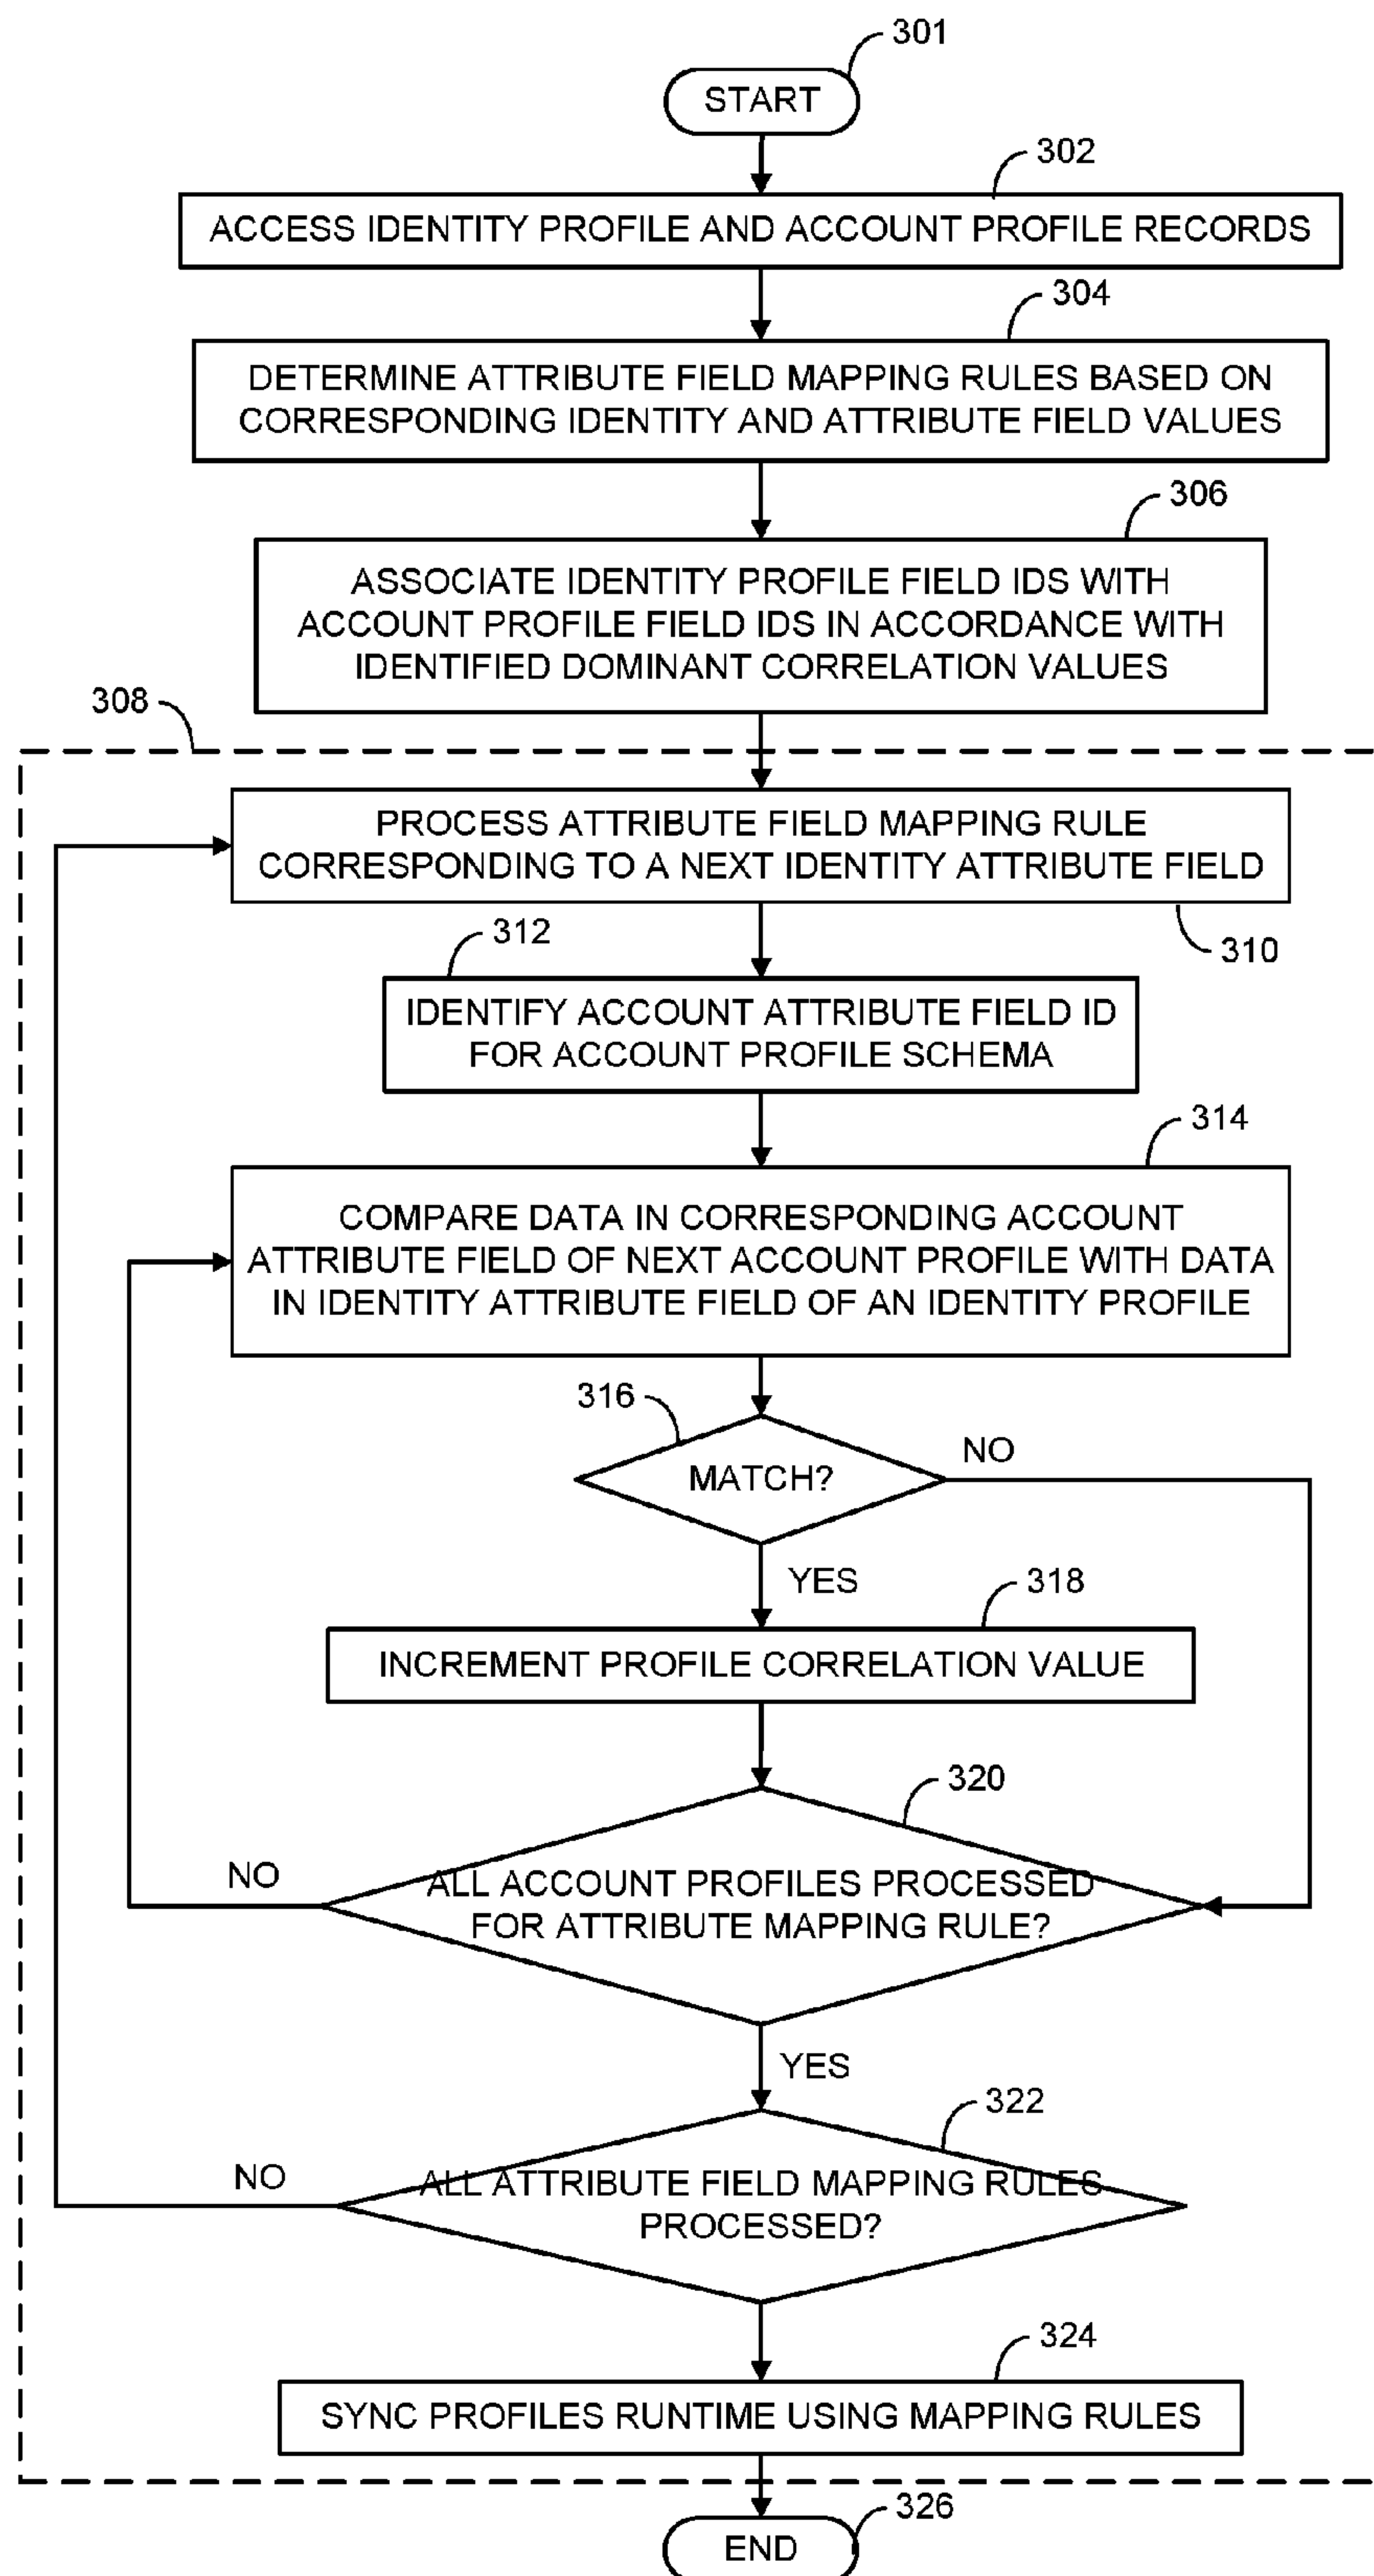 301
START
302
ACCESS IDENTITY PROFILE AND ACCOUNT PROFILE RECORDS
304
DETERMINE ATTRIBUTE FIELD MAPPING RULES BASED ON
CORRESPONDING IDENTITY AND ATTRIBUTE FIELD VALUES
306
ASSOCIATE IDENTITY PROFILE FIELD IDS WITH
ACCOUNT PROFILE FIELD IDS IN ACCORDANCE WITH
IDENTIFIED DOMINANT CORRELATION VALUES
308
PROCESS ATTRIBUTE FIELD MAPPING RULE
CORRESPONDING TO A NEXT IDENTITY ATTRIBUTE FIELD
310
312
IDENTIFY ACCOUNT ATTRIBUTE FIELD ID
FOR ACCOUNT PROFILE SCHEMA
314
COMPARE DATA IN CORRESPONDING ACCOUNT
ATTRIBUTE FIELD OF NEXT ACCOUNT PROFILE WITH DATA
IN IDENTITY ATTRIBUTE FIELD OF AN IDENTITY PROFILE
316
MATCH?
NO
YES
318
INCREMENT PROFILE CORRELATION VALUE
320
ALL ACCOUNT PROFILES PROCESSED
FOR ATTRIBUTE MAPPING RULE?
NO
YES
322
ALL ATTRIBUTE FIELD MAPPING RULES
PROCESSED?
NO
324
SYNC PROFILES RUNTIME USING MAPPING RULES
326
END